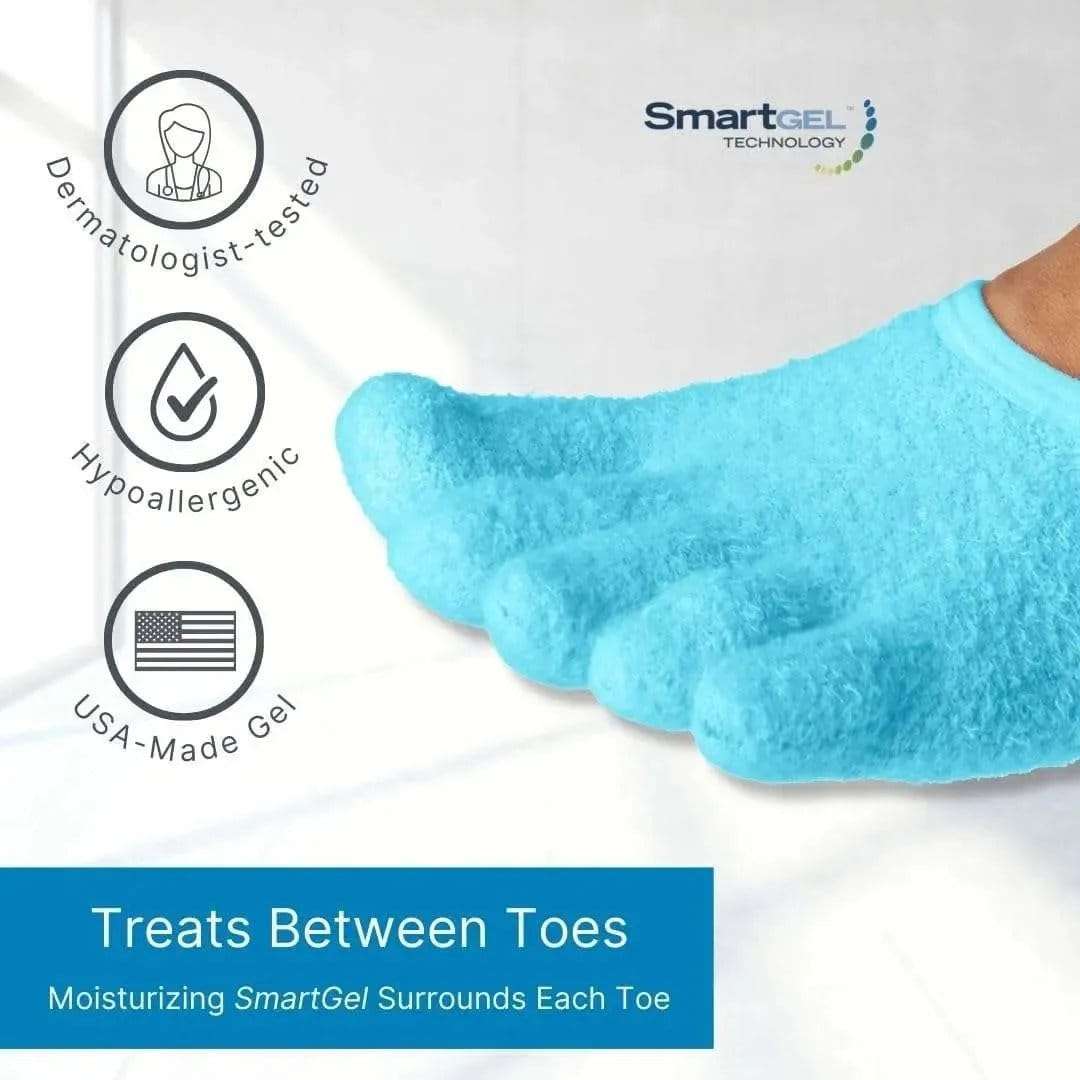 SmartGEL™
TECHNOLOGY
Dermatologist-tested
Hypoallergenic
USA-Made Gel
Treats Between Toes
Moisturizing SmartGel Surrounds Each Toe